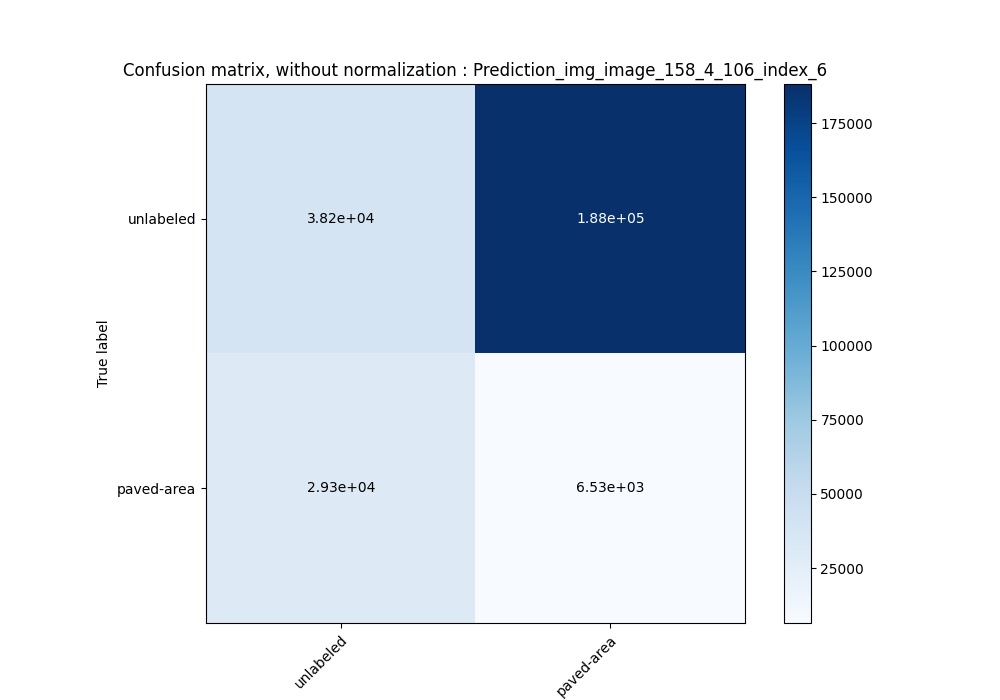 Confusion matrix, without normalization : Prediction_img_image_158_4_106_index_6
unlabeled
3.82e+04
1.88e+05
paved-area
2.93e+04
6.53e+03
True label
unlabeled
paved-area
175000
150000
125000
100000
75000
50000
25000